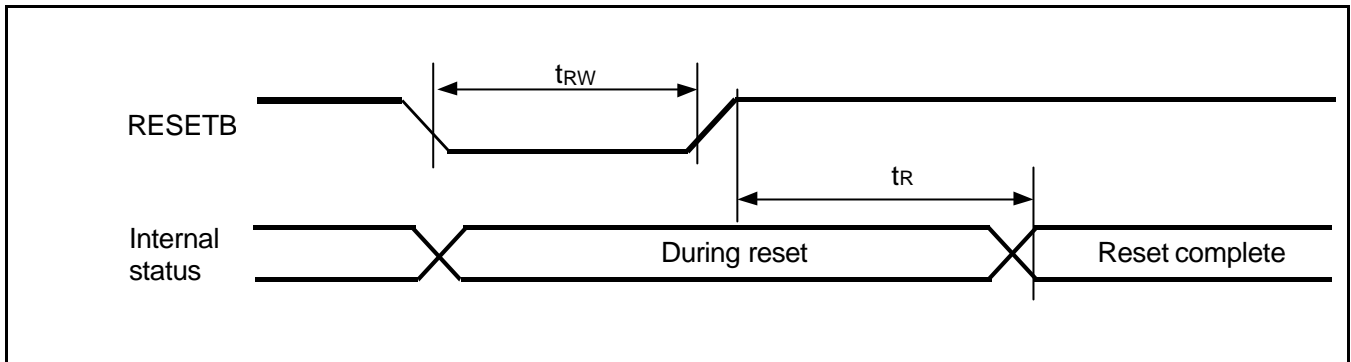 tRW
RESETB
tR
Internal
status
During reset
Reset complete